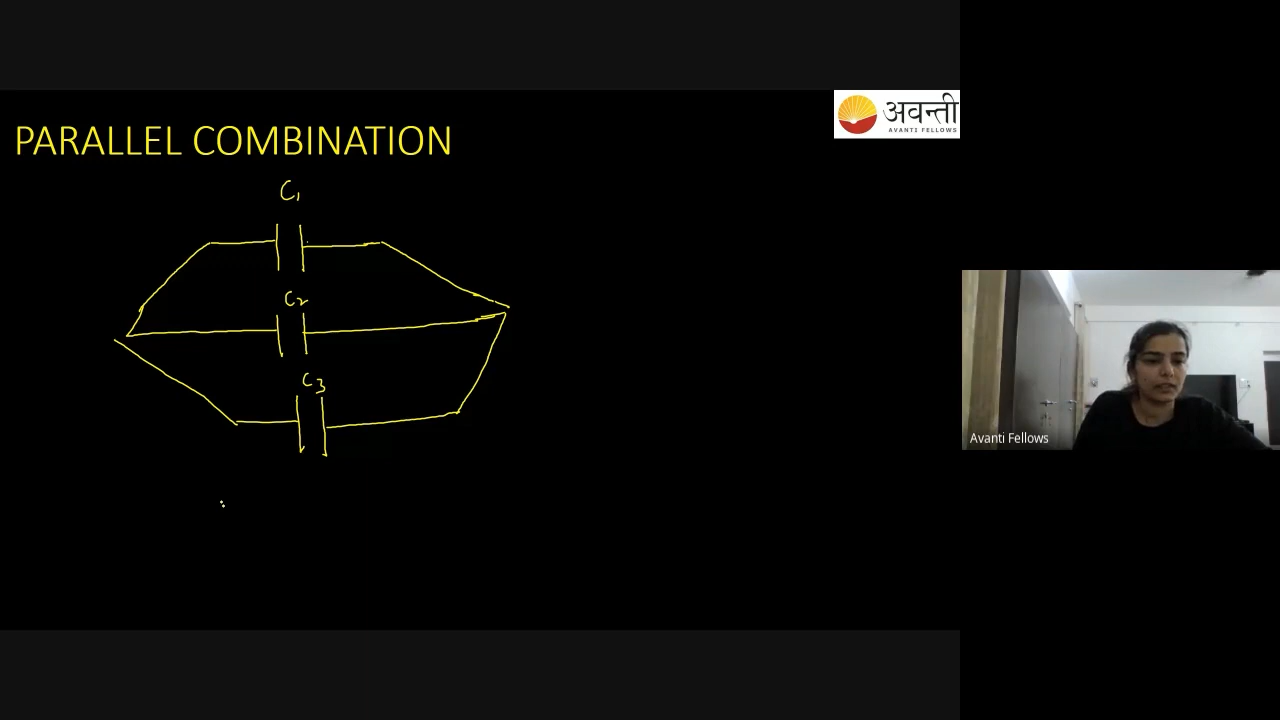 अवन्ती
AVANTI FELLOWS
PARALLEL COMBINATION
C₁
C₂
C₃
Avanti Fellows